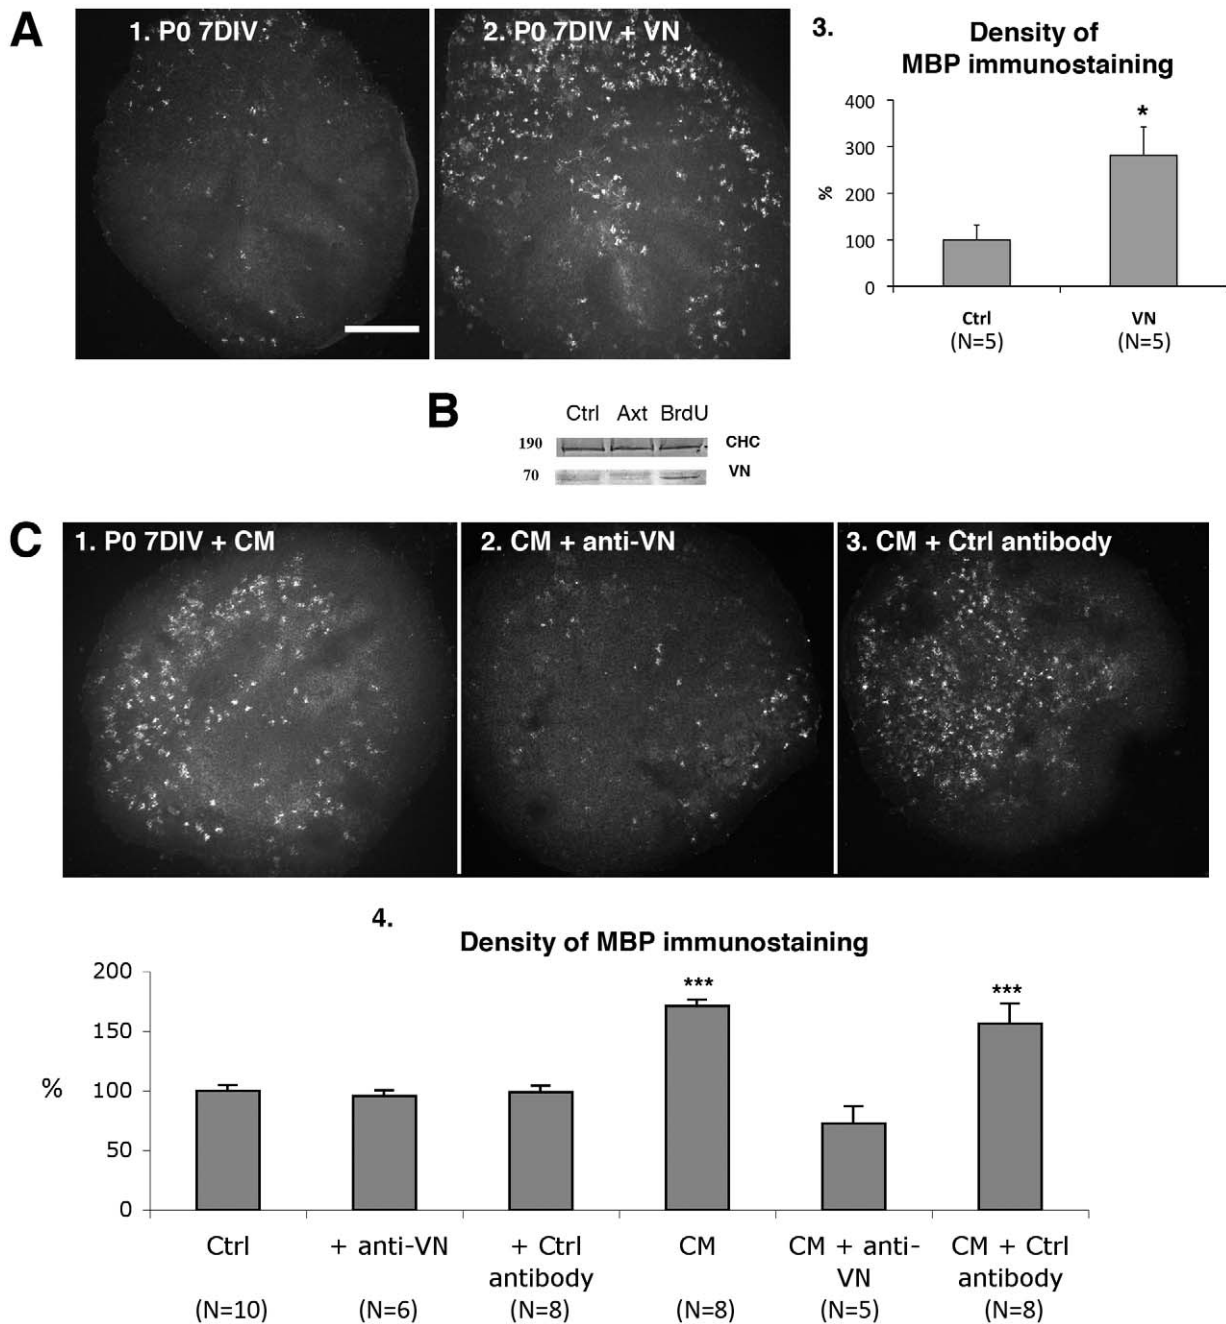 A
1. P0 7DIV
2. P0 7DIV + VN
3.
Density of
MBP immunostaining
400
300
200
100
0
%
*
Ctrl
(N=5)
VN
(N=5)
B
Ctrl Axt BrdU
190 CHC
70 VN
C
1. P0 7DIV + CM
2. CM + anti-VN
3. CM + Ctrl antibody
4.
Density of MBP immunostaining
200
150
100
50
0
%
***
***
Ctrl
(N=10)
+ anti-VN
(N=6)
+ Ctrl
antibody
(N=8)
CM
(N=8)
CM + anti-
VN
(N=5)
CM + Ctrl
antibody
(N=8)